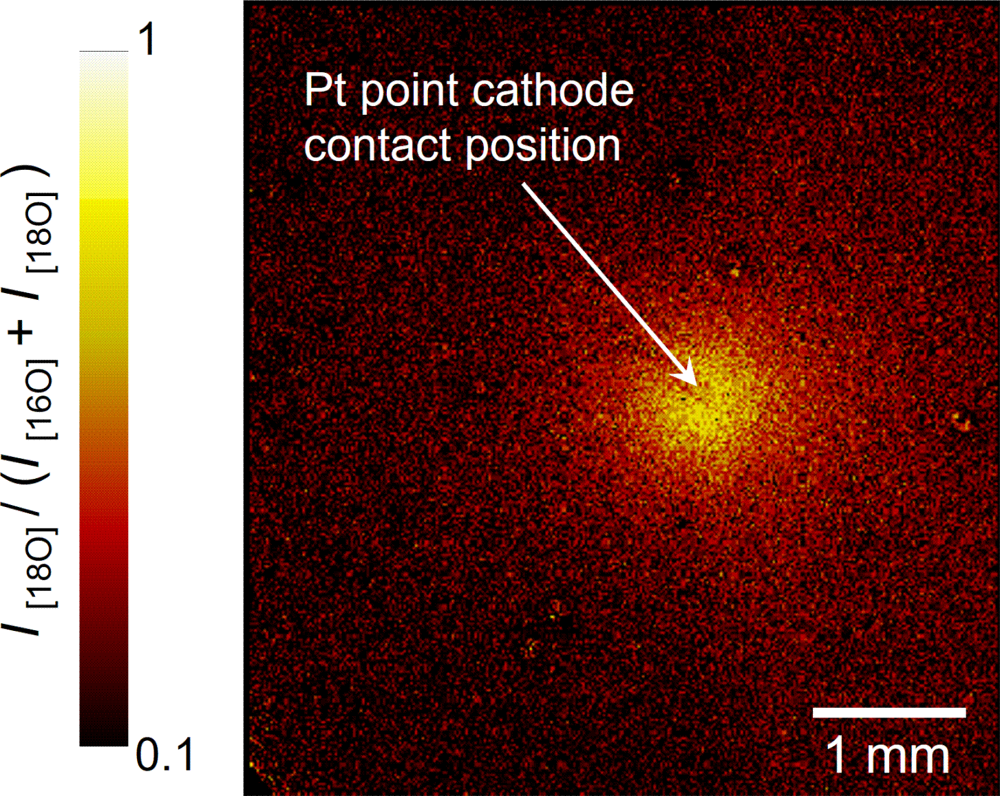 1
I [18O] / (I [16O] + I [18O] )
0.1
Pt point cathode
contact position
1 mm